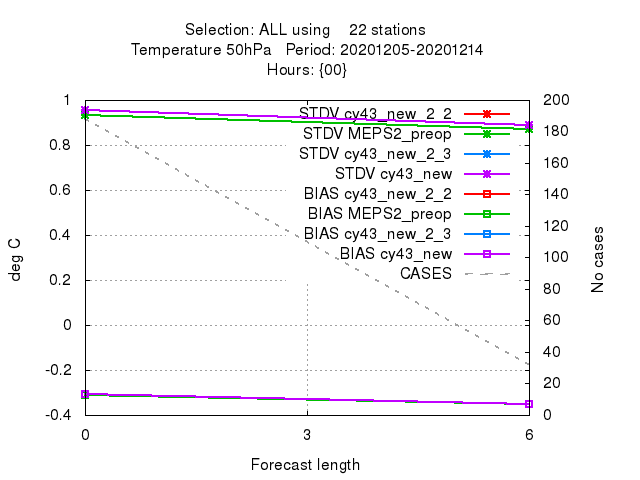 Selection: ALL using 22 stations
Temperature 50hPa Period: 20201205-20201214
Hours: {00}
1
0.8
0.6
0.4
0.2
0
-0.2
-0.4
deg C
200
180
160
140
120
100
80
60
40
20
0
No cases
STDV cy43_new_2_2
STDV MEPS2_preop
STDV cy43_new_2_3
STDV cy43_new
BIAS cy43_new_2_2
BIAS MEPS2_preop
BIAS cy43_new_2_3
BIAS cy43_new
CASES
0 3 6
Forecast length